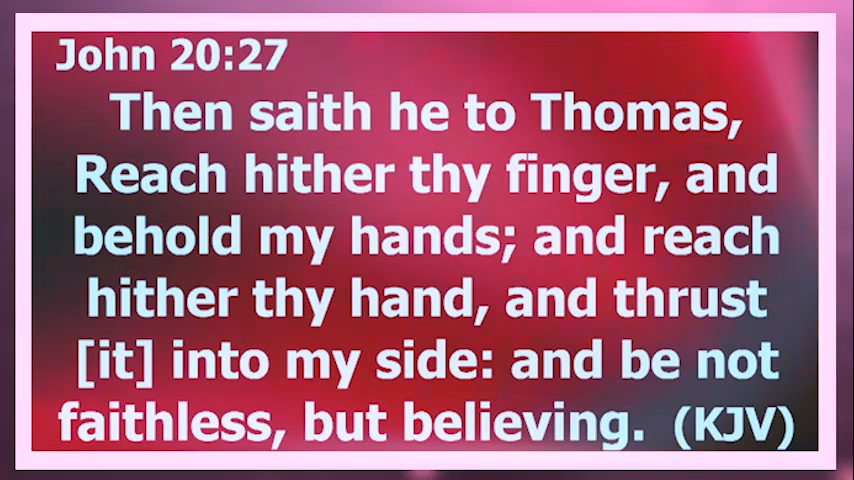 John 20:27
Then saith he to Thomas,
Reach hither thy finger, and
behold my hands; and reach
hither thy hand, and thrust
[it] into my side: and be not
faithless, but believing. (KJV)